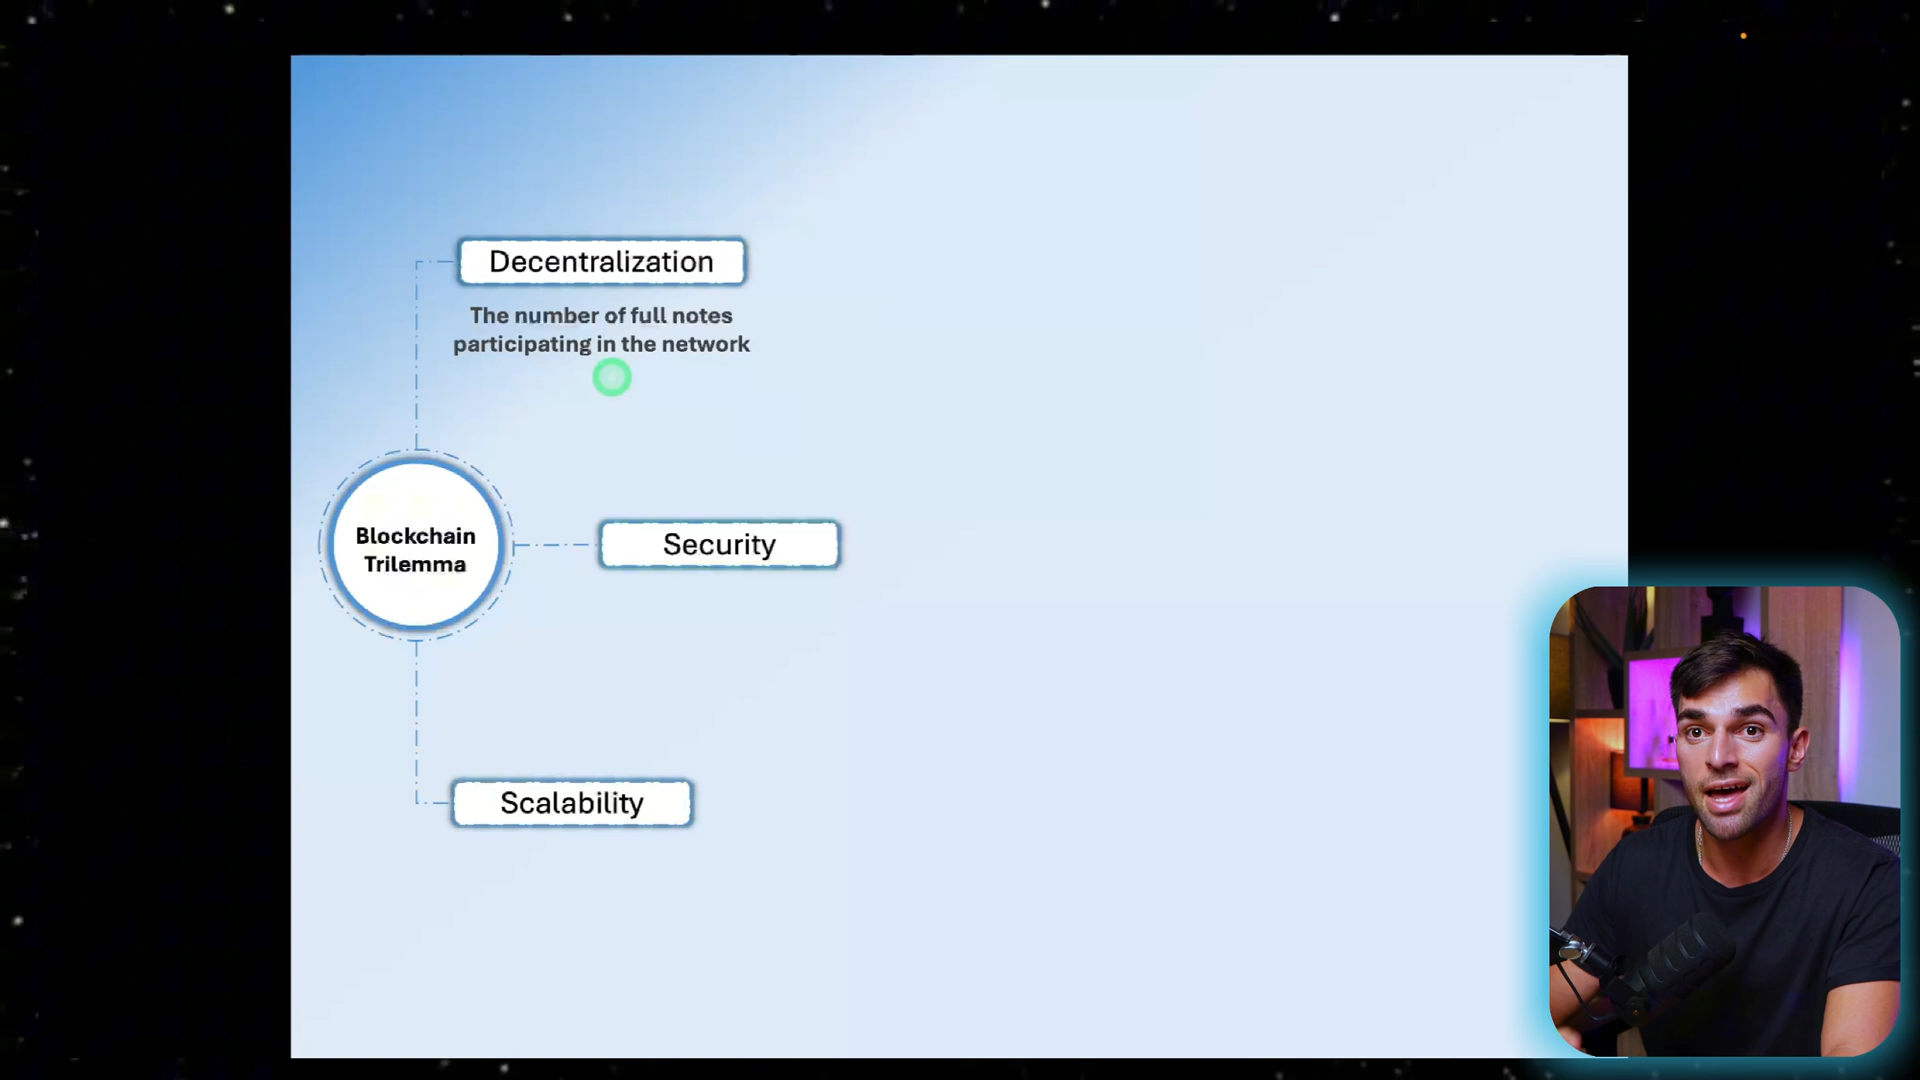 Decentralization
The number of full notes
participating in the network
Blockchain
Trilemma
Security
Scalability